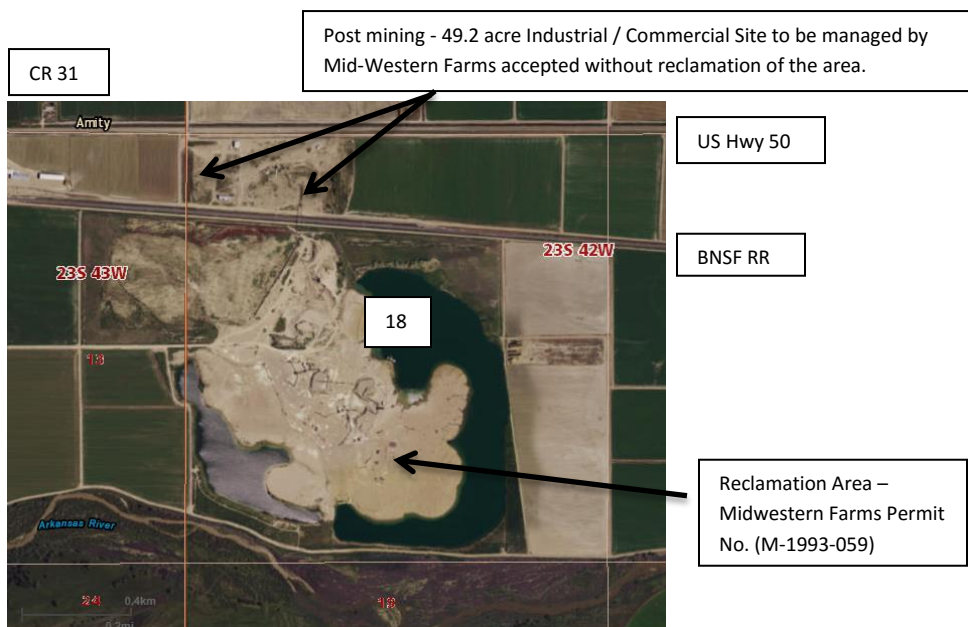 Post mining - 49.2 acre Industrial / Commercial Site to be managed by
Mid-Western Farms accepted without reclamation of the area.
CR 31
Amity
US Hwy 50
BNSF RR
23S 42W
23S 43W
18
13
Reclamation Area –
Midwestern Farms Permit
No. (M-1993-059)
Arkansas River
24
0.4km
0.2mi